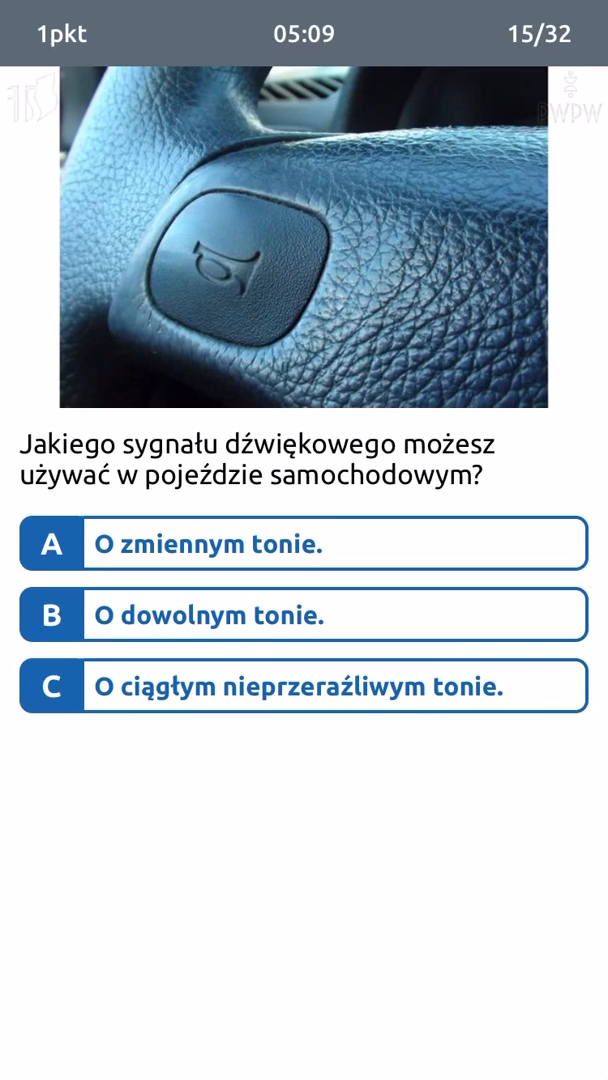 1pkt 05:09 15/32
PWPW
Jakiego sygnału dźwiękowego możesz
używać w pojeździe samochodowym?
A O zmiennym tonie.
B O dowolnym tonie.
C O ciągłym nieprzeraźliwym tonie.